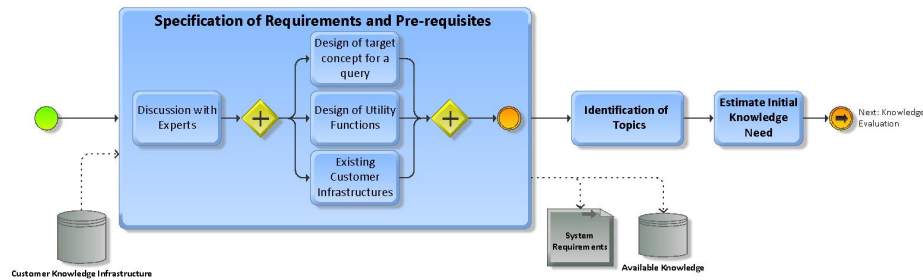 Specification of Requirements and Pre-requisites
Design of target
concept for a
query
Discussion with
Experts
Design of Utility
Functions
Existing
Customer
Infrastructures
Identification of
Topics
Estimate Initial
Knowledge
Need
Next: Knowledge
Evaluation
System
Requirements
Customer Knowledge Infrastructure
Available Knowledge